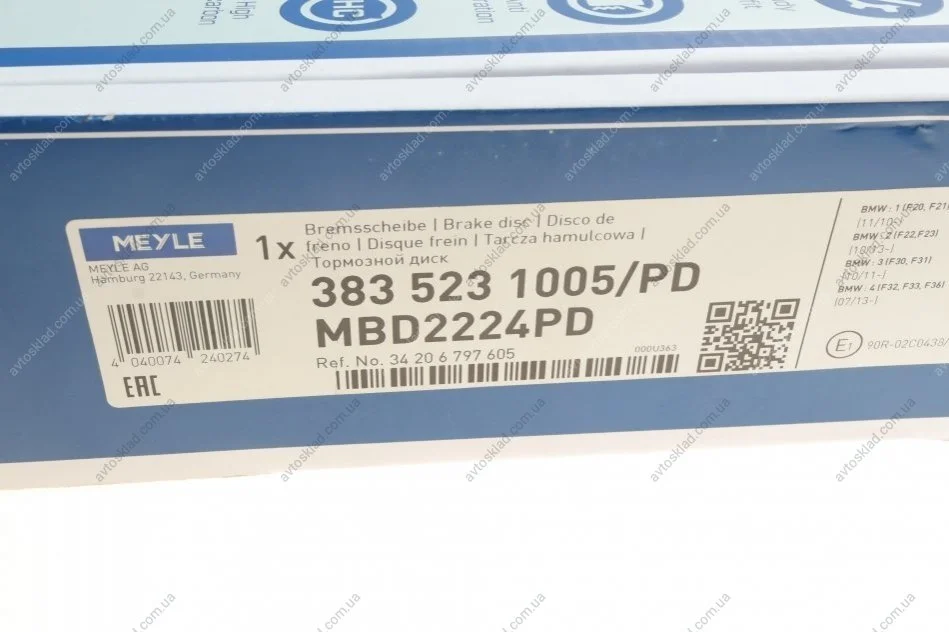 High
HC
MEYLE
MEYLE AG
Hamburg 22143, Germany
4 040074 240274
EAC
1x
Bremsscheibe | Brake disc | Disco de
freno | Disque frein | Tarcza hamulcowa |
Тормозной диск
383 523 1005/PD
MBD2224PD
Ref. No. 34 20 6 797 605
000U363
BMW : 1 (F20, F21)
(11/10-)
BMW : 2 (F22,F23)
(10/13-)
BMW : 3 (F30, F31)
(10/11-)
BMW : 4 (F32, F33, F36)
(07/13-)
E1
90R-02C0438/
avtosklad.com.ua